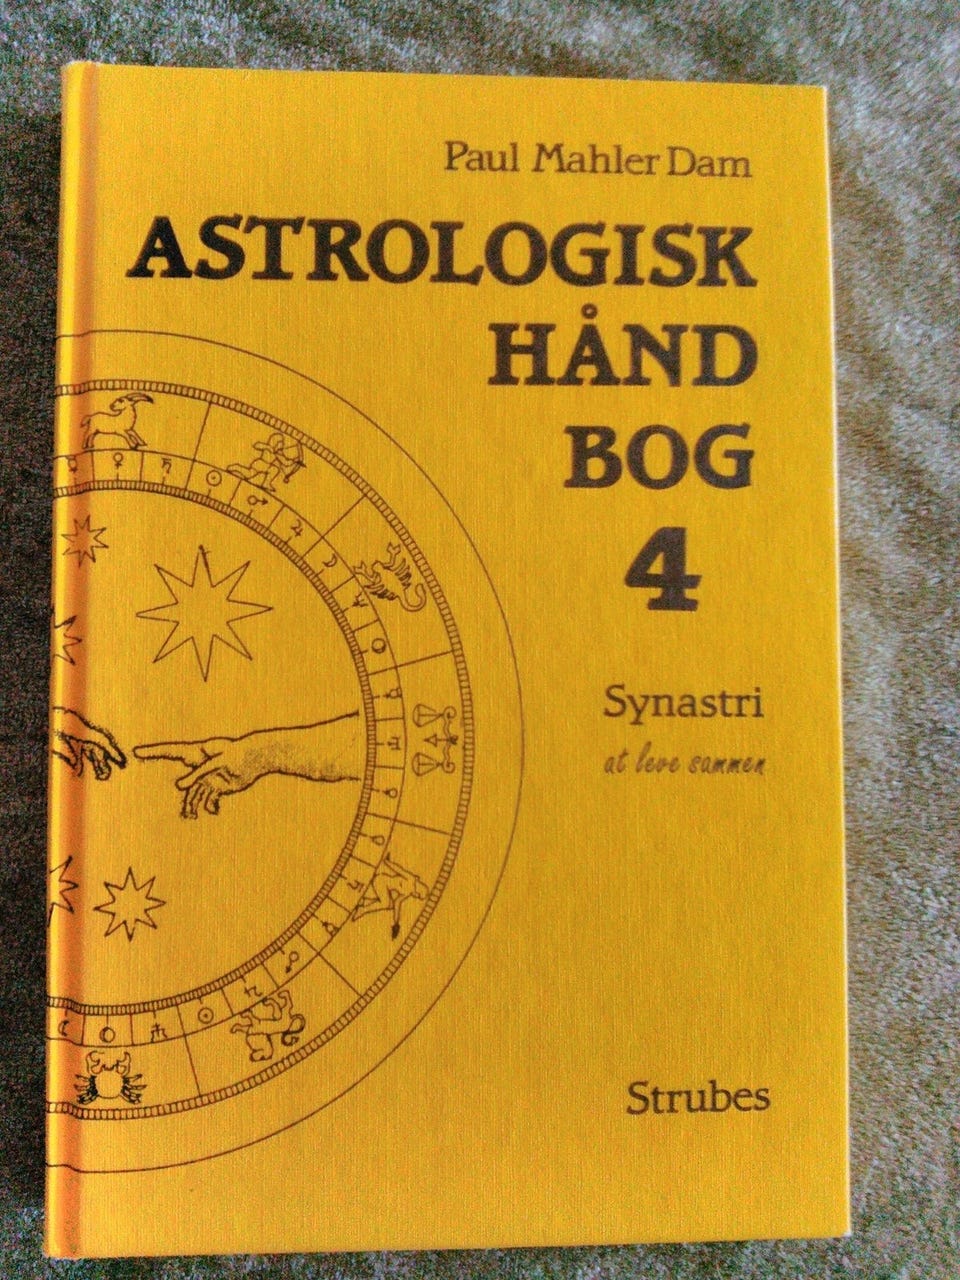 Paul Mahler Dam
ASTROLOGISK
HÅND
BOG
4
Synastri
at leve sammen
Strubes